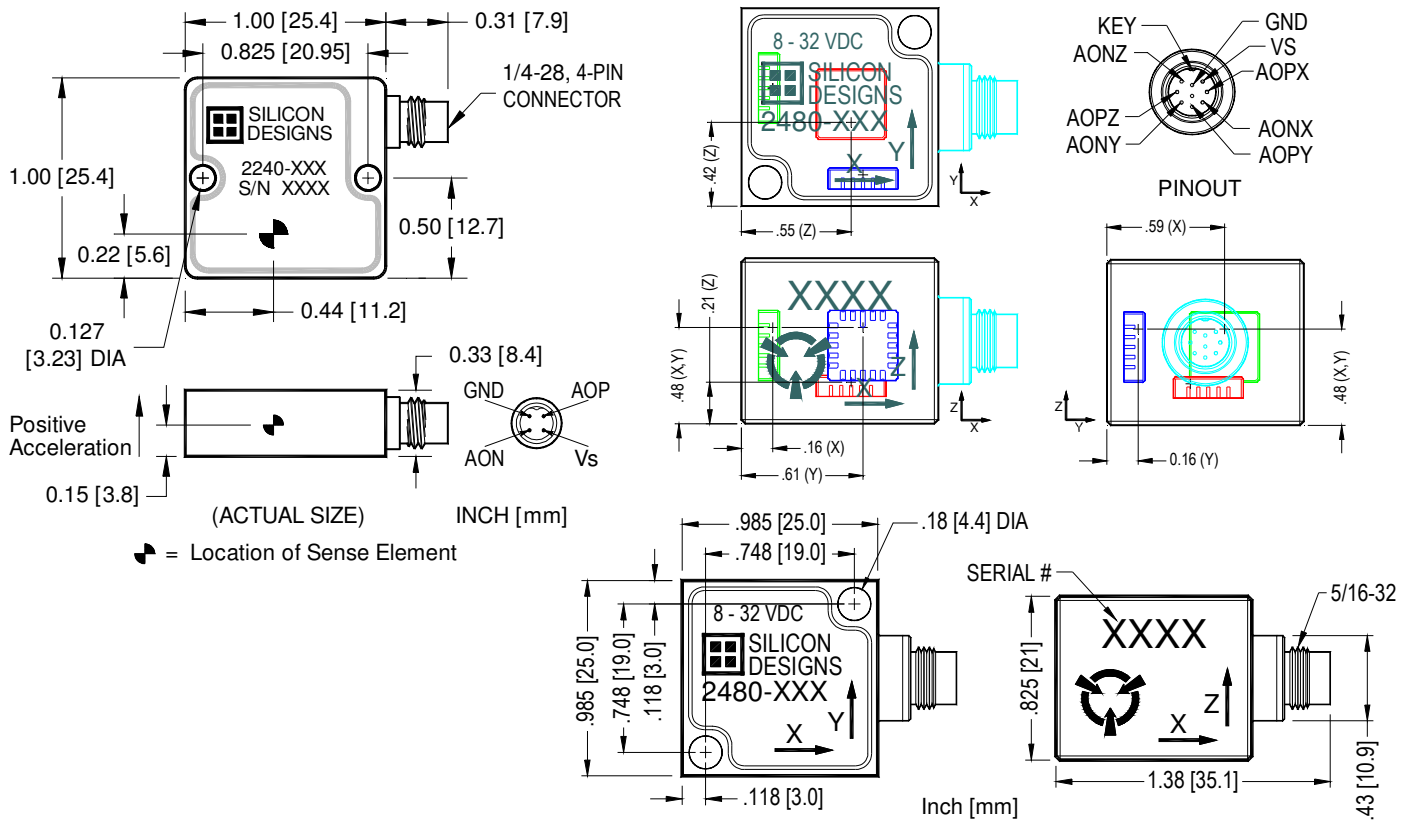 1.00 [25.4]
0.31 [7.9]
0.825 [20.95]
1/4-28, 4-PIN
CONNECTOR
SILICON
DESIGNS
2240-XXX
S/N XXXX
1.00 [25.4]
0.50 [12.7]
0.22 [5.6]
0.44 [11.2]
0.127
[3.23] DIA
0.33 [8.4]
GND
AOP
AON
Vs
Positive
Acceleration
0.15 [3.8]
(ACTUAL SIZE)
INCH [mm]
= Location of Sense Element
8 - 32 VDC
SILICON
DESIGNS
2480-XXX
Y
X
.42 (Z)
.55 (Z)
Y
X
KEY
GND
AONZ
VS
AOPX
AOPZ
AONX
AONY
AOPY
PINOUT
XXXX
.21 (Z)
.48 (X,Y)
Z
X
.16 (X)
.61 (Y)
Z
X
.59 (X)
.48 (X,Y)
Z
Y
0.16 (Y)
.985 [25.0]
.18 [4.4] DIA
.748 [19.0]
8 - 32 VDC
SILICON
DESIGNS
2480-XXX
Y
X
.985 [25.0]
.748 [19.0]
.118 [3.0]
.118 [3.0]
SERIAL #
5/16-32
XXXX
.825 [21]
Z
X
1.38 [35.1]
.43 [10.9]
Inch [mm]